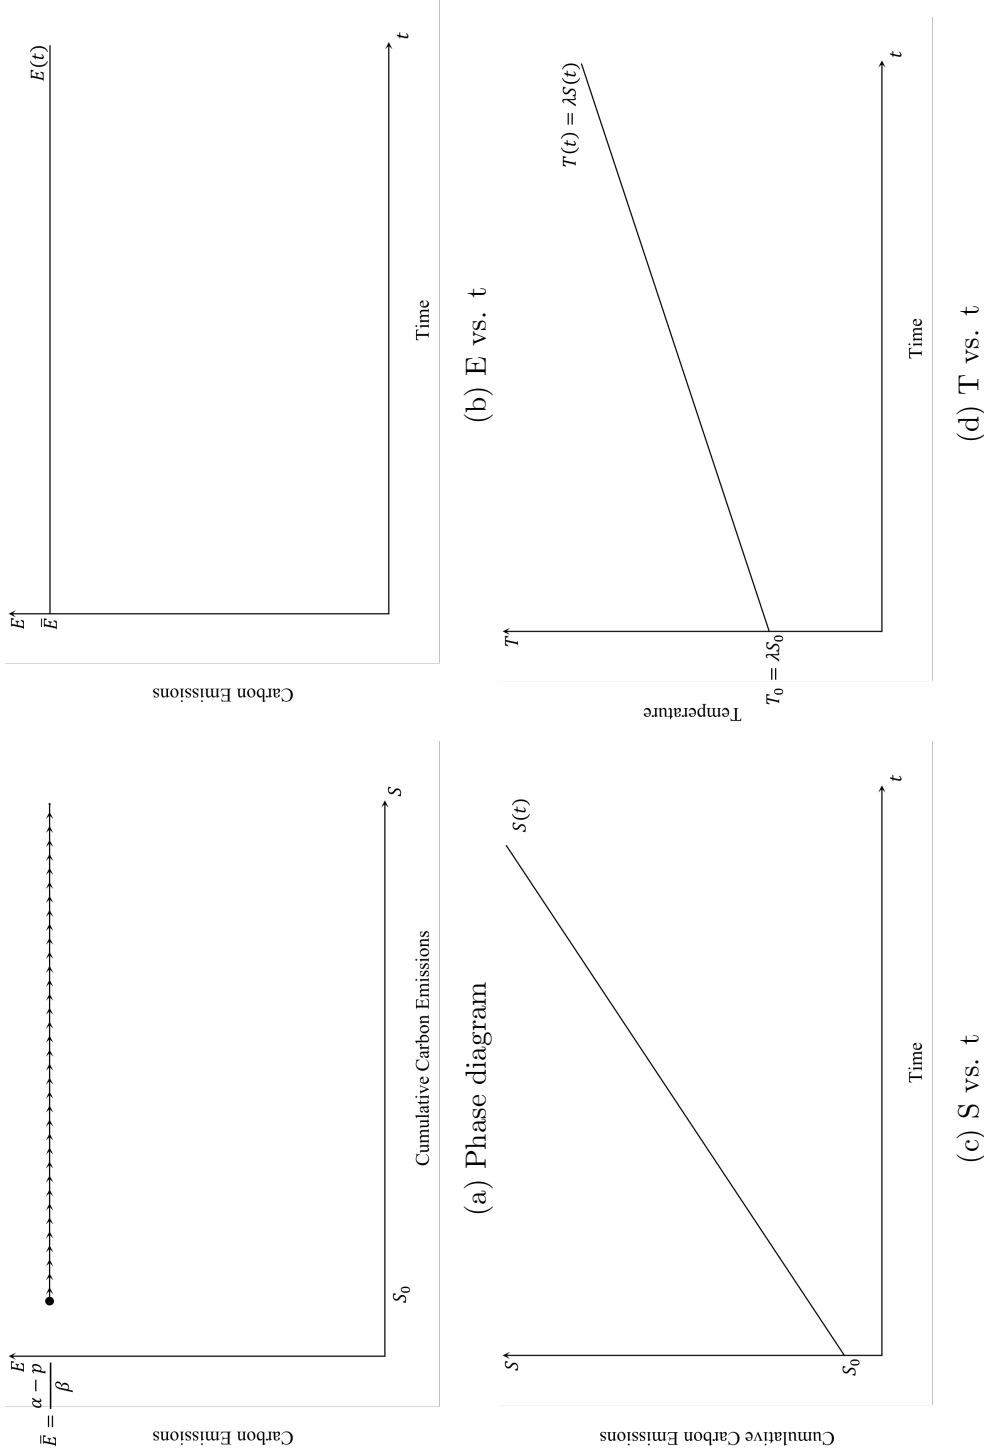 E
Ē = \frac{α − p}{β}
Carbon Emissions
S₀
S
Cumulative Carbon Emissions
(a) Phase diagram
E
Ē
E(t)
Carbon Emissions
t
Time
(b) E vs. t
S
S(t)
S₀
Cumulative Carbon Emissions
t
Time
(c) S vs. t
T
T(t) = λS(t)
T₀ = λS₀
Temperature
t
Time
(d) T vs. t